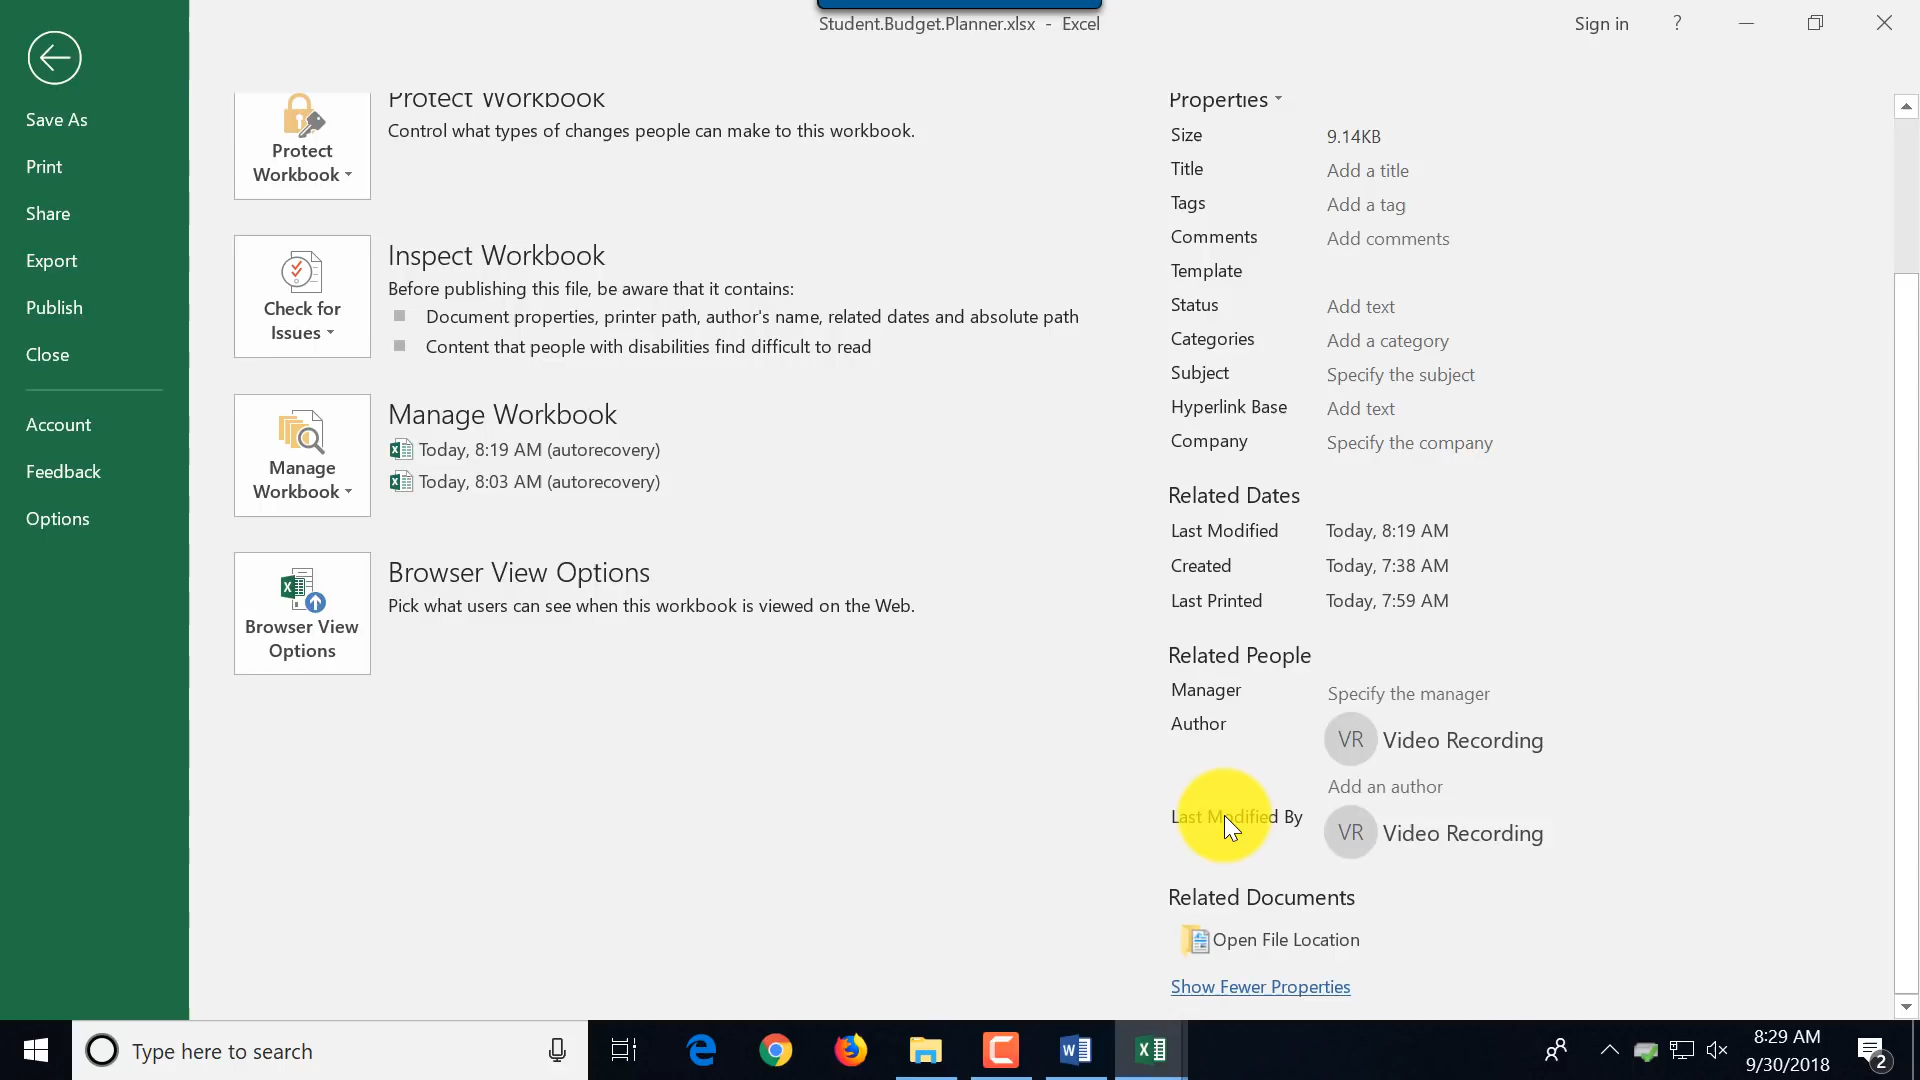 Student.Budget.Planner.xlsx - Excel
Sign in
?
Save As
Print
Share
Export
Publish
Close
Account
Feedback
Options
Protect Workbook
Protect Workbook
Control what types of changes people can make to this workbook.
Check for Issues
Inspect Workbook
Before publishing this file, be aware that it contains:
Document properties, printer path, author's name, related dates and absolute path
Content that people with disabilities find difficult to read
Manage Workbook
Manage Workbook
Today, 8:19 AM (autorecovery)
Today, 8:03 AM (autorecovery)
Browser View Options
Browser View Options
Pick what users can see when this workbook is viewed on the Web.
Properties
Size 9.14KB
Title Add a title
Tags Add a tag
Comments Add comments
Template
Status Add text
Categories Add a category
Subject Specify the subject
Hyperlink Base Add text
Company Specify the company
Related Dates
Last Modified Today, 8:19 AM
Created Today, 7:38 AM
Last Printed Today, 7:59 AM
Related People
Manager Specify the manager
Author VR Video Recording
Add an author
Last Modified By VR Video Recording
Related Documents
Open File Location
Show Fewer Properties
Type here to search
8:29 AM
9/30/2018
2